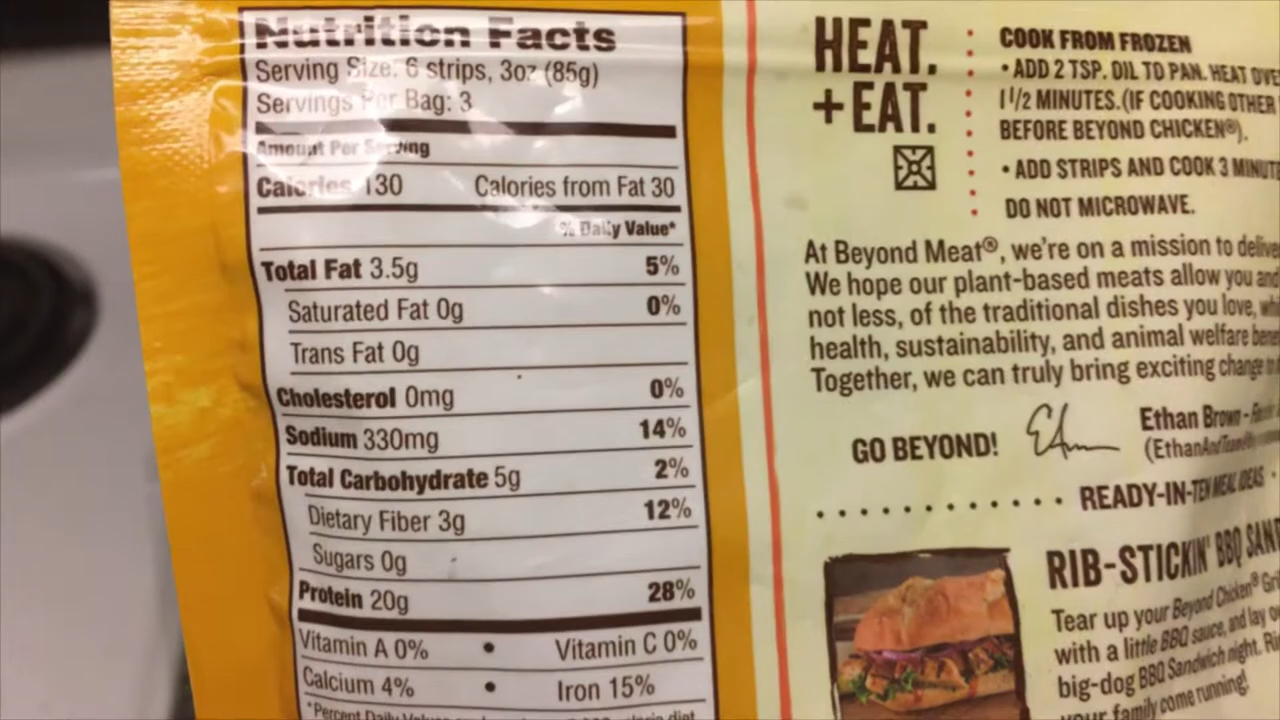 Nutrition Facts
Serving Size: 6 strips, 3oz (85g)
Servings Per Bag: 3
Amount Per Serving
Calories 130 Calories from Fat 30
% Daily Value*
Total Fat 3.5g 5%
Saturated Fat 0g 0%
Trans Fat 0g
Cholesterol 0mg 0%
Sodium 330mg 14%
Total Carbohydrate 5g 2%
Dietary Fiber 3g 12%
Sugars 0g
Protein 20g 28%
Vitamin A 0% • Vitamin C 0%
Calcium 4% • Iron 15%
*Percent Daily Values diet
HEAT.
+ EAT.
COOK FROM FROZEN
• ADD 2 TSP. OIL TO PAN. HEAT OVE
1 1/2 MINUTES. (IF COOKING OTHER
BEFORE BEYOND CHICKEN®).
• ADD STRIPS AND COOK 3 MINUTE
DO NOT MICROWAVE.
At Beyond Meat®, we're on a mission to delive
We hope our plant-based meats allow you and
not less, of the traditional dishes you love, wh
health, sustainability, and animal welfare bene
Together, we can truly bring exciting change
GO BEYOND!
Ethan Brown -
READY-IN-TEN MEAL IDEAS
RIB-STICKIN' BBQ SAN
Tear up your Beyond Chicken® Gri
with a little BBQ sauce, and lay o
big-dog BBQ Sandwich night.
your family come running!